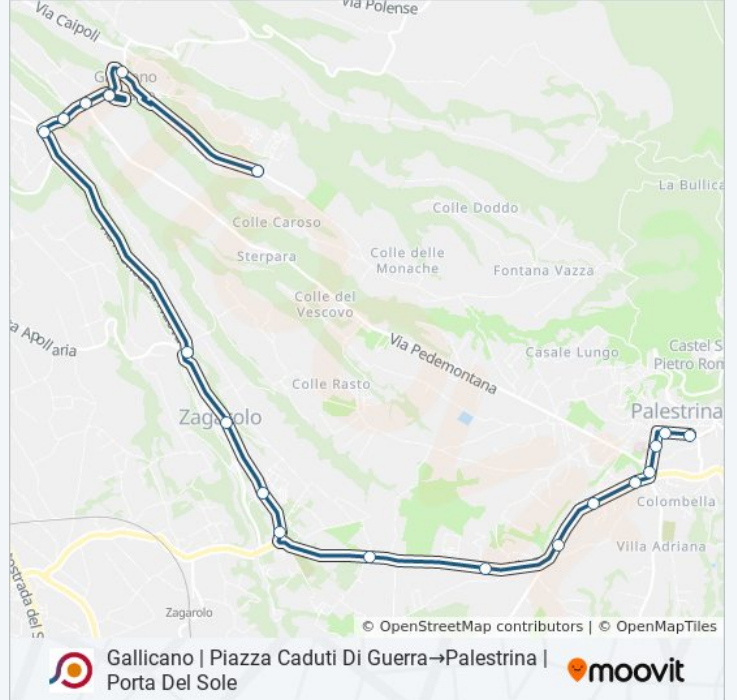 Via Caipoli
Via Polense
La Bullica
Colle Doddo
Colle Caroso
Sterpara
Colle delle
Monache
Fontana Vazza
Colle del
Vescovo
Via Pedemontana
Casale Lungo
Castel S
Pietro Rom
Colle Rasto
Palestrina
Colombella
Villa Adriana
Zagarolo
© OpenStreetMap contributors | © OpenMapTiles
Gallicano | Piazza Caduti Di Guerra→Palestrina |
Porta Del Sole
moovit